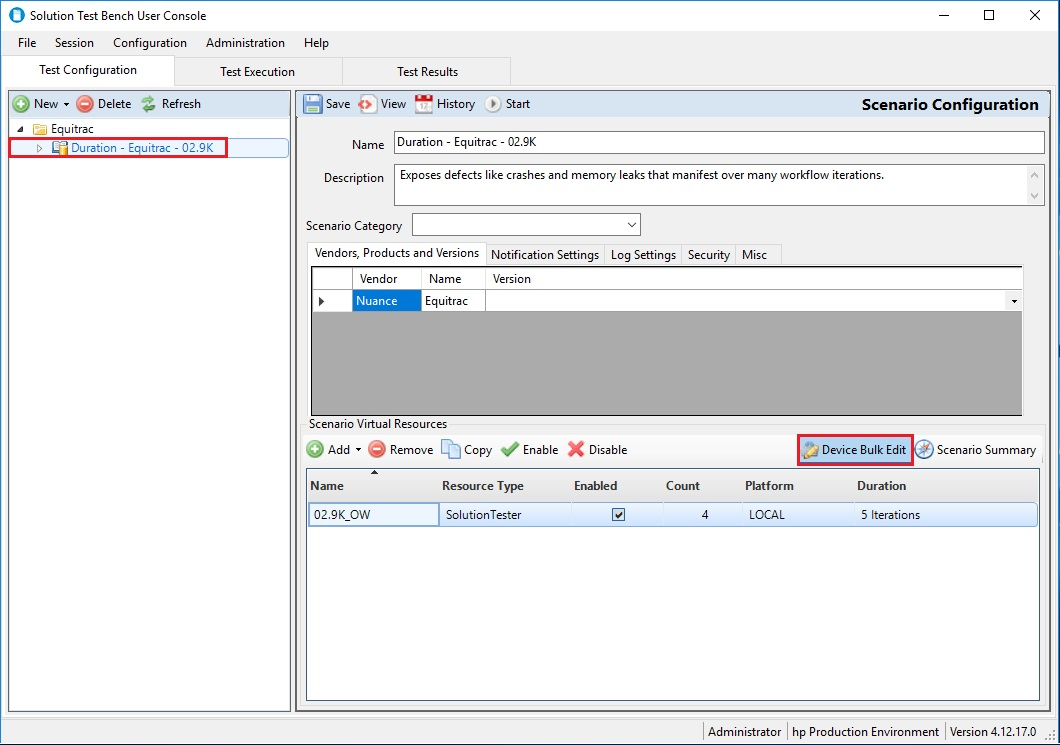 Solution Test Bench User Console
File Session Configuration Administration Help
Test Configuration Test Execution Test Results
New Delete Refresh
Equitrac
Duration - Equitrac - 02.9K
Save View History Start Scenario Configuration
Name Duration - Equitrac - 02.9K
Description Exposes defects like crashes and memory leaks that manifest over many workflow iterations.
Scenario Category
Vendors, Products and Versions Notification Settings Log Settings Security Misc
Vendor Name Version
Nuance Equitrac
Scenario Virtual Resources
Add Remove Copy Enable Disable Device Bulk Edit Scenario Summary
Name Resource Type Enabled Count Platform Duration
02.9K_OW SolutionTester 4 LOCAL 5 Iterations
Administrator hp Production Environment Version 4.12.17.0